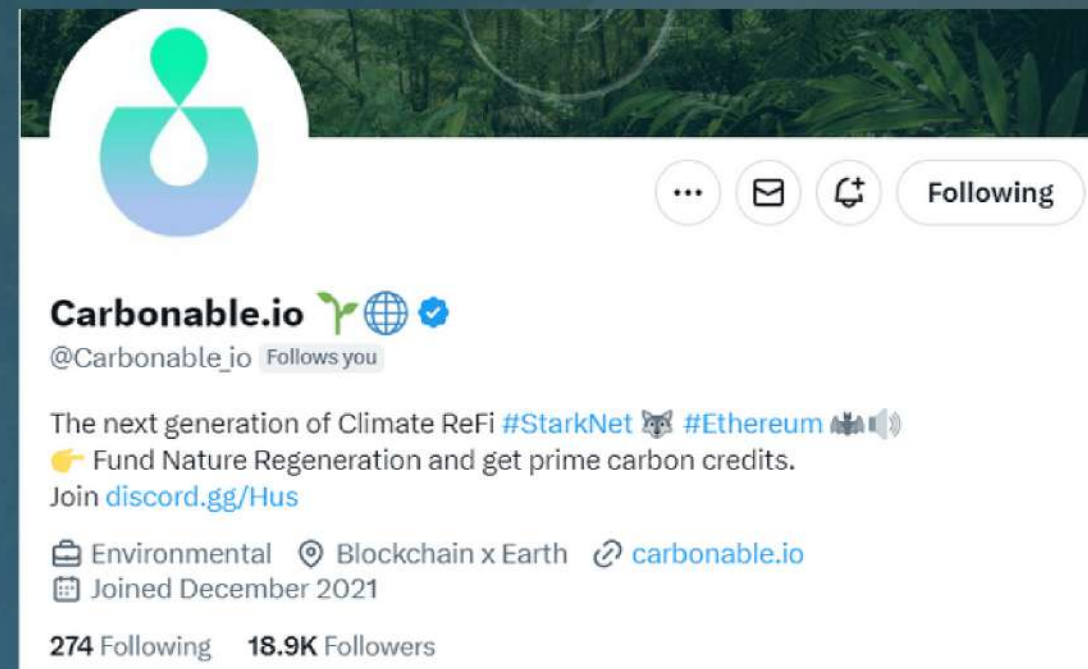 Following
Carbonable.io
@Carbonable_io Follows you
The next generation of Climate ReFi #StarkNet 🐺 #Ethereum 🦇🔊
👉 Fund Nature Regeneration and get prime carbon credits.
Join discord.gg/Hus
Environmental Blockchain x Earth carbonable.io
Joined December 2021
274 Following 18.9K Followers